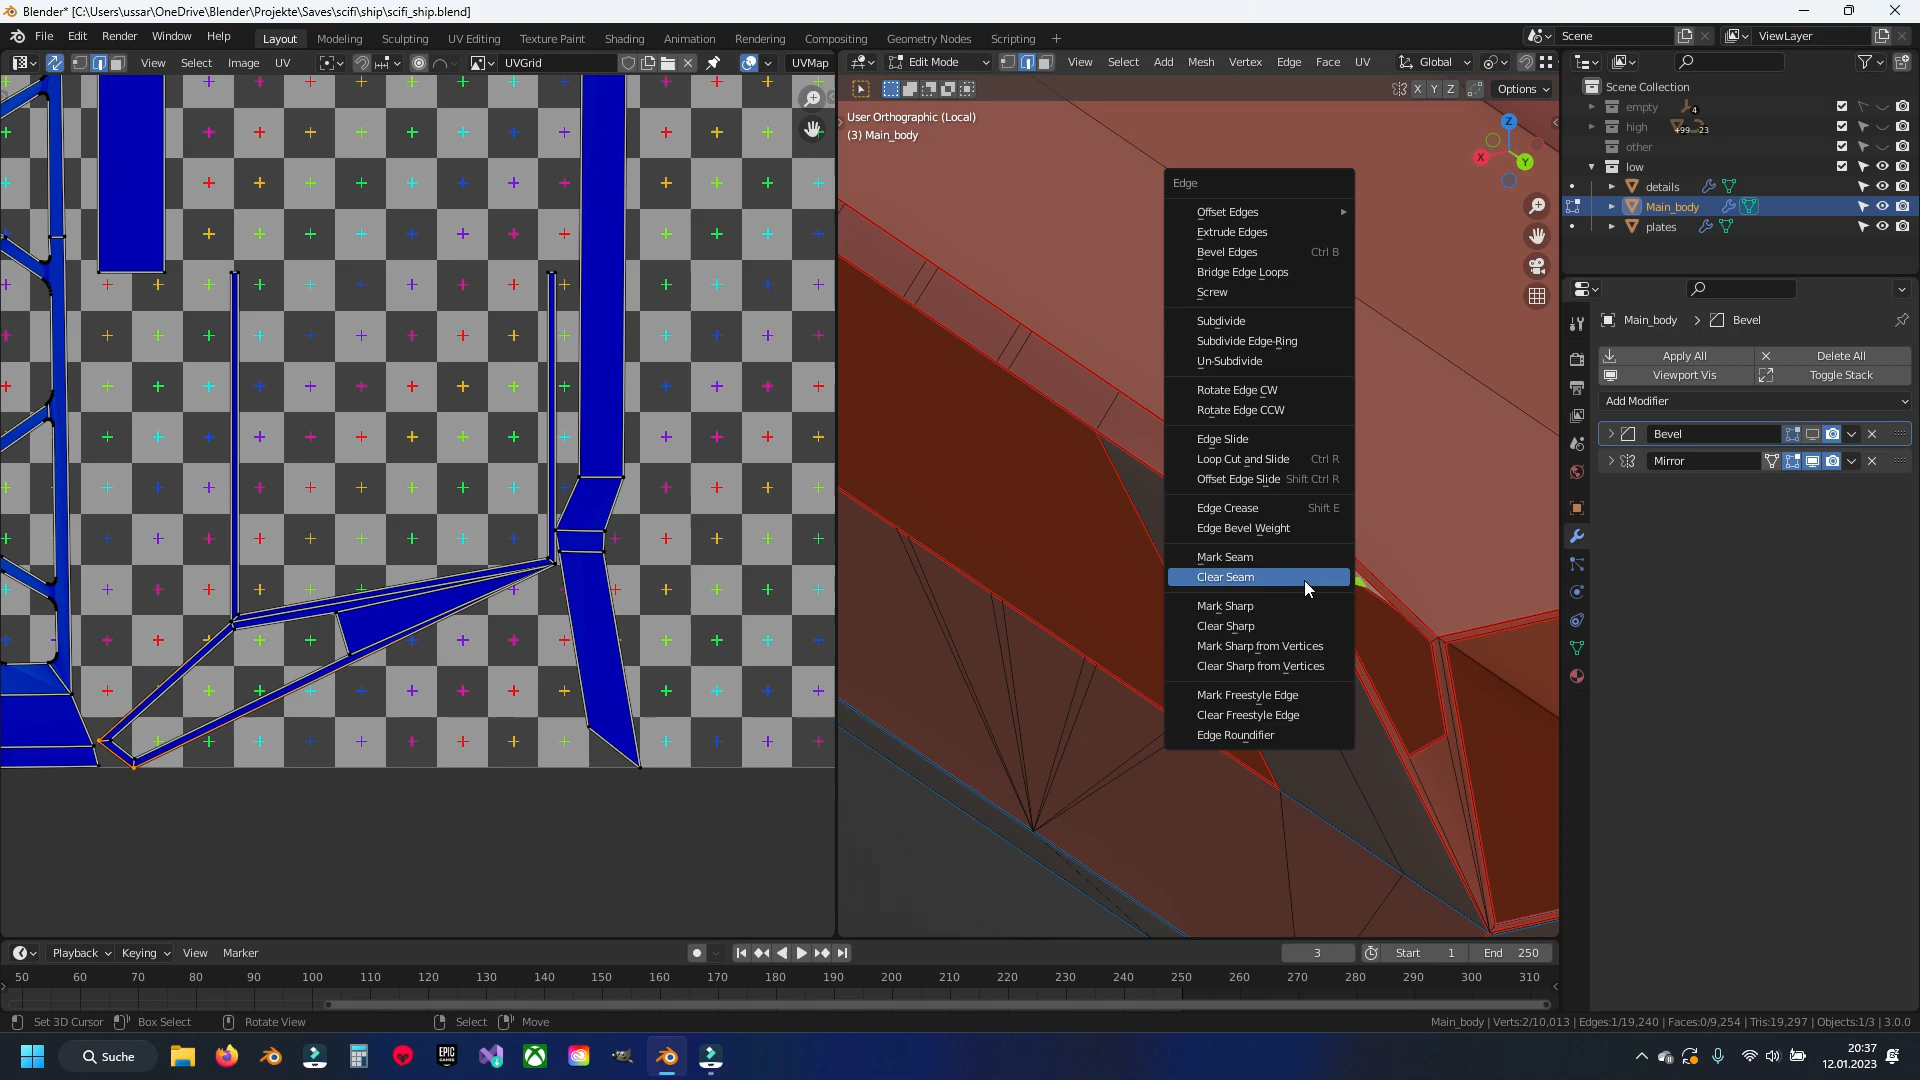 Blender* [C:\Users\ussar\OneDrive\Blender\Projekte\Saves\scifi\ship\scifi_ship.blend]
File Edit Render Window Help Layout Modeling Sculpting UV Editing Texture Paint Shading Animation Rendering Compositing Geometry Nodes Scripting + Scene ViewLayer
View Select Image UV UVGrid UVMap Edit Mode View Select Add Mesh Vertex Edge Face UV Global
X Y Z Options
User Orthographic (Local)
(3) Main_body
Z
X
Y
Edge
Offset Edges
Extrude Edges
Bevel Edges Ctrl B
Bridge Edge Loops
Screw
Subdivide
Subdivide Edge-Ring
Un-Subdivide
Rotate Edge CW
Rotate Edge CCW
Edge Slide
Loop Cut and Slide Ctrl R
Offset Edge Slide Shift Ctrl R
Edge Crease Shift E
Edge Bevel Weight
Mark Seam
Clear Seam
Mark Sharp
Clear Sharp
Mark Sharp from Vertices
Clear Sharp from Vertices
Mark Freestyle Edge
Clear Freestyle Edge
Edge Roundifier
Scene Collection
empty 4
high +99 23
other
low
details
Main_body
plates
Main_body > Bevel
Apply All Delete All
Viewport Vis Toggle Stack
Add Modifier
Bevel
Mirror
Playback Keying View Marker 3 Start 1 End 250
50 60 70 80 90 100 110 120 130 140 150 160 170 180 190 200 210 220 230 240 250 260 270 280 290 300 310
Set 3D Cursor Box Select Rotate View Select Move Main_body | Verts:2/10,013 | Edges:1/19,240 | Faces:0/9,254 | Tris:19,297 | Objects:1/3 | 3.0.0
Suche
EPIC GAMES
20:37
12.01.2023